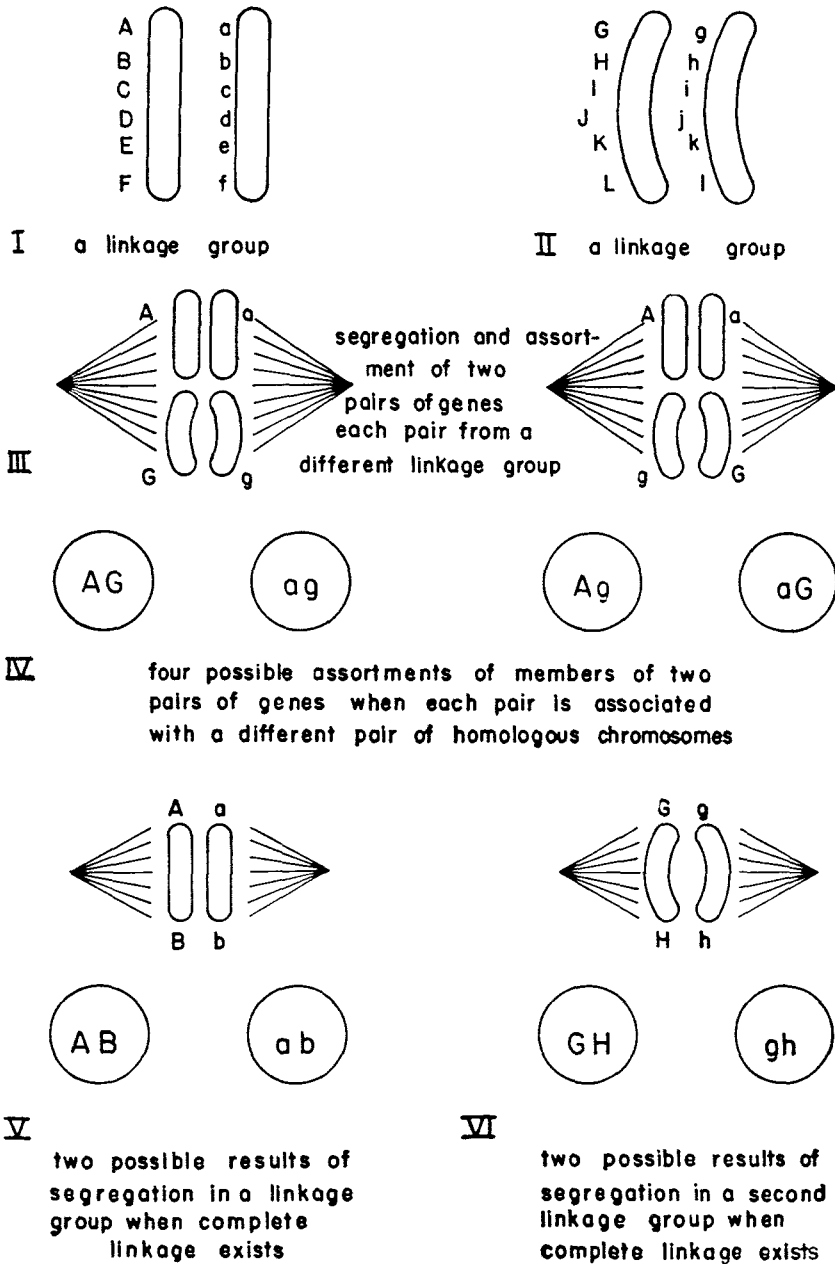 A a
B b
C c
D d
E e
F f
G g
H h
I i
J j
K k
L l
I a linkage group
II a linkage group
A a
G g
III
segregation and assort-
ment of two
pairs of genes
each pair from a
different linkage group
A a
g G
AG ag Ag aG
IV
four possible assortments of members of two
pairs of genes when each pair is associated
with a different pair of homologous chromosomes
A a
B b
G g
H h
AB ab
GH gh
V
two possible results of
segregation in a linkage
group when complete
linkage exists
VI
two possible results of
segregation in a second
linkage group when
complete linkage exists